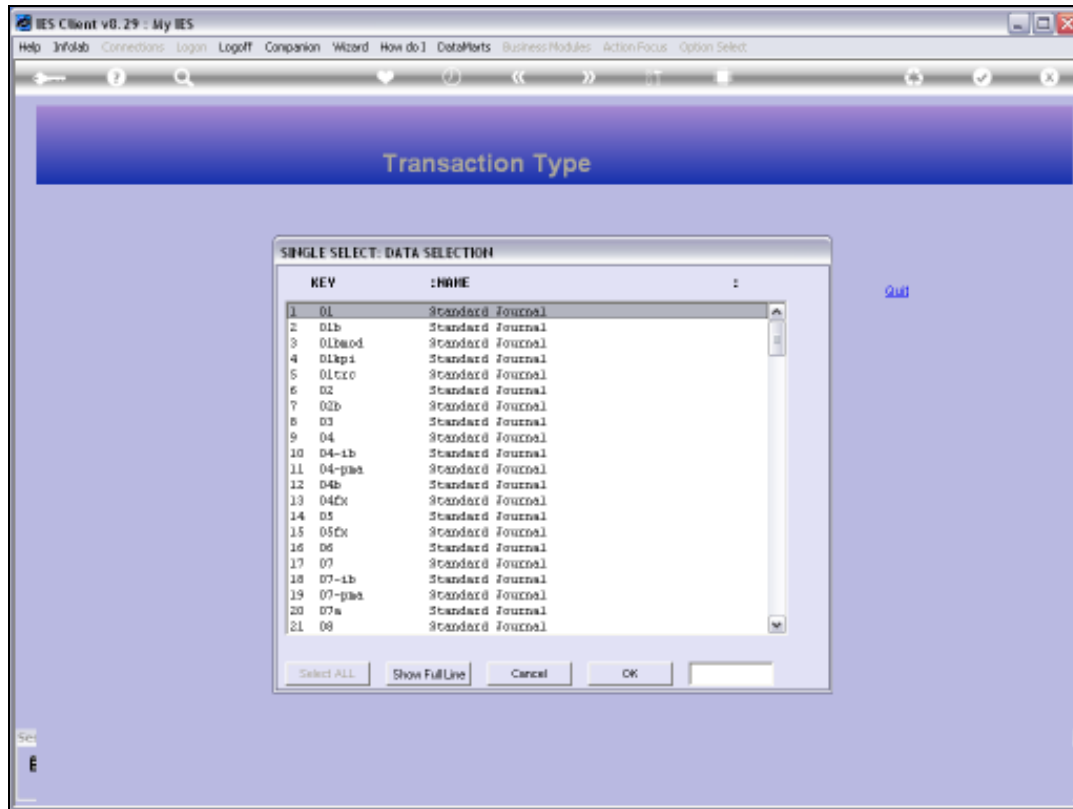 IES Client v8.29 : My IES
Help Infolab Connections Logon Logoff Companion Wizard How do I DataMarts Business Modules Action Focus Option Select
Transaction Type
SINGLE SELECT: DATA SELECTION
KEY :NAME :
1 01 Standard Journal
2 01b Standard Journal
3 01bmod Standard Journal
4 01kpi Standard Journal
5 01trc Standard Journal
6 02 Standard Journal
7 02b Standard Journal
8 03 Standard Journal
9 04 Standard Journal
10 04-ib Standard Journal
11 04-pma Standard Journal
12 04b Standard Journal
13 04fx Standard Journal
14 05 Standard Journal
15 05fx Standard Journal
16 06 Standard Journal
17 07 Standard Journal
18 07-ib Standard Journal
19 07-pma Standard Journal
20 07a Standard Journal
21 08 Standard Journal
Quit
Select ALL Show Full Line Cancel OK